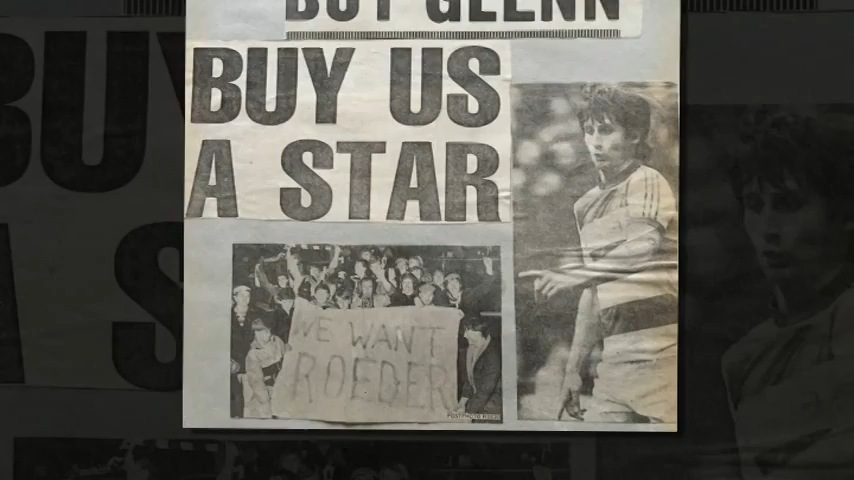 BUY GLENN
BUY US
A STAR
WE WANT
ROEDER